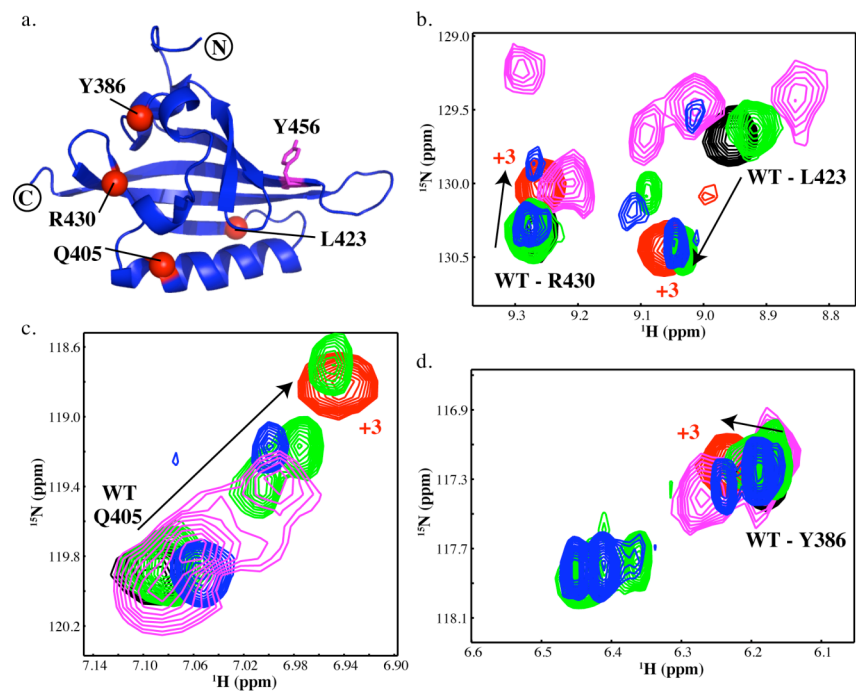 a.
N
Y386
Y456
C
R430
L423
Q405
b.
129.0
129.5
130.0
130.5
¹⁵N (ppm)
+3
WT - L423
WT - R430
+3
9.3 9.2 9.1 9.0 8.9 8.8
¹H (ppm)
c.
118.6
119.0
119.4
119.8
120.2
¹⁵N (ppm)
+3
WT
Q405
7.14 7.10 7.06 7.02 6.98 6.94 6.90
¹H (ppm)
d.
116.9
117.3
117.7
118.1
¹⁵N (ppm)
+3
WT - Y386
6.6 6.5 6.4 6.3 6.2 6.1
¹H (ppm)